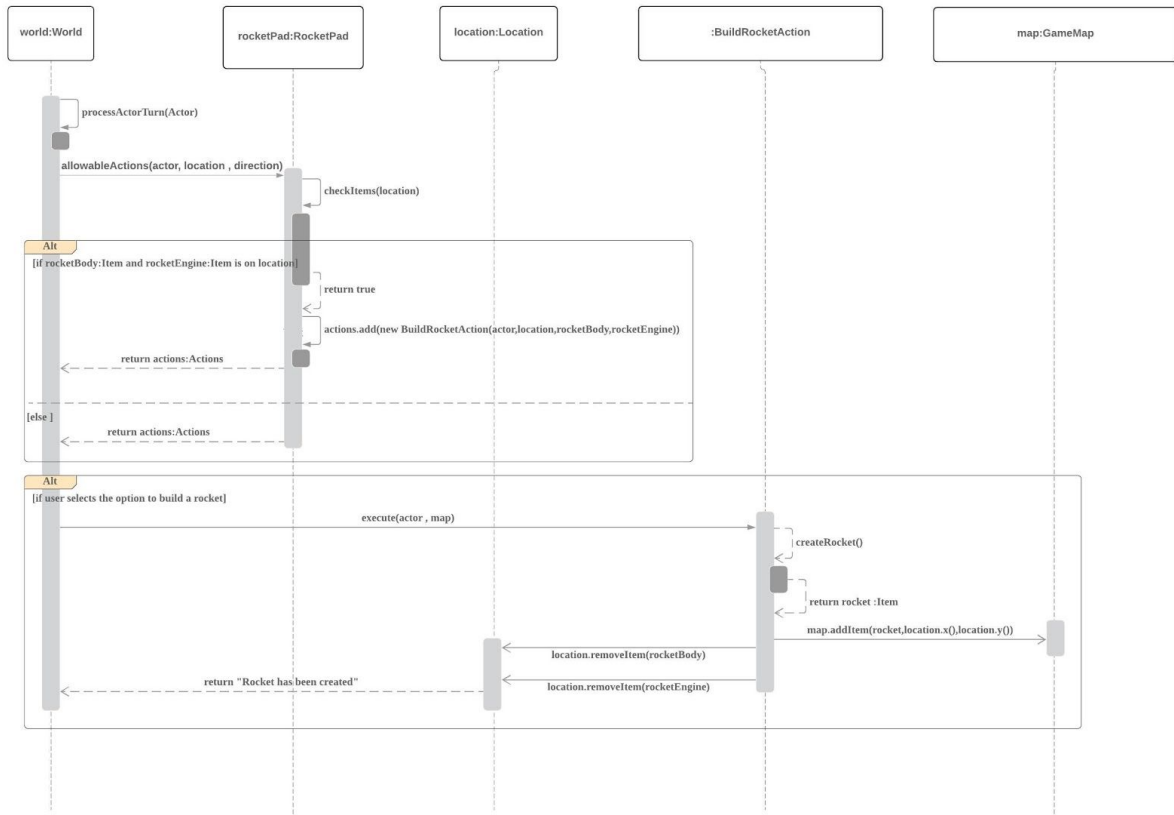 world:World
rocketPad:RocketPad
location:Location
:BuildRocketAction
map:GameMap
processActorTurn(Actor)
allowableActions(actor, location , direction)
checkItems(location)
Alt
[if rocketBody:Item and rocketEngine:Item is on location]
return true
actions.add(new BuildRocketAction(actor,location,rocketBody,rocketEngine))
return actions:Actions
[else ]
return actions:Actions
Alt
[if user selects the option to build a rocket]
execute(actor , map)
createRocket()
return rocket :Item
map.addItem(rocket,location.x(),location.y())
location.removeItem(rocketBody)
return "Rocket has been created"
location.removeItem(rocketEngine)